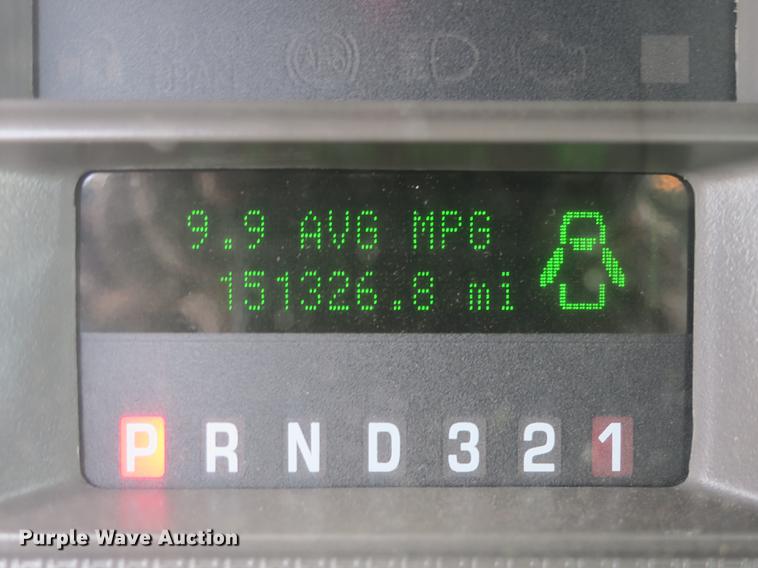 9.9 AVG MPG
151326.8 mi
P R N D 3 2 1
Purple Wave Auction